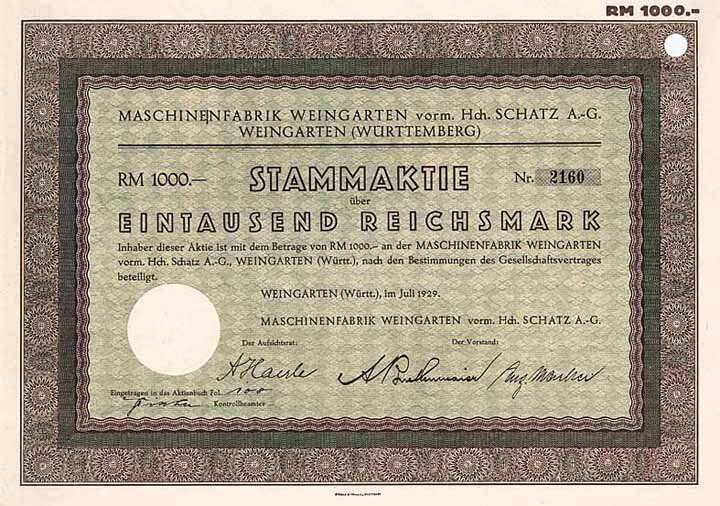 RM 1000.-
MASCHINENFABRIK WEINGARTEN vorm. Hch. SCHATZ A.-G.
WEINGARTEN (WÜRTTEMBERG)
RM 1000.— STAMMAKTIE Nr. 2160
über
EINTAUSEND REICHSMARK
Inhaber dieser Aktie ist mit dem Betrage von RM 1000.- an der MASCHINENFABRIK WEINGARTEN
vorm. Hch. Schatz A.-G., WEINGARTEN (Württ.), nach den Bestimmungen des Gesellschaftsvertrages
beteiligt.
WEINGARTEN (Württ.), im Juli 1929.
MASCHINENFABRIK WEINGARTEN vorm. Hch. SCHATZ A.-G.
Der Aufsichtsrat: Der Vorstand:
A Haerle
Eingetragen in das Aktienbuch Fol. 100
Kontrollbeamter